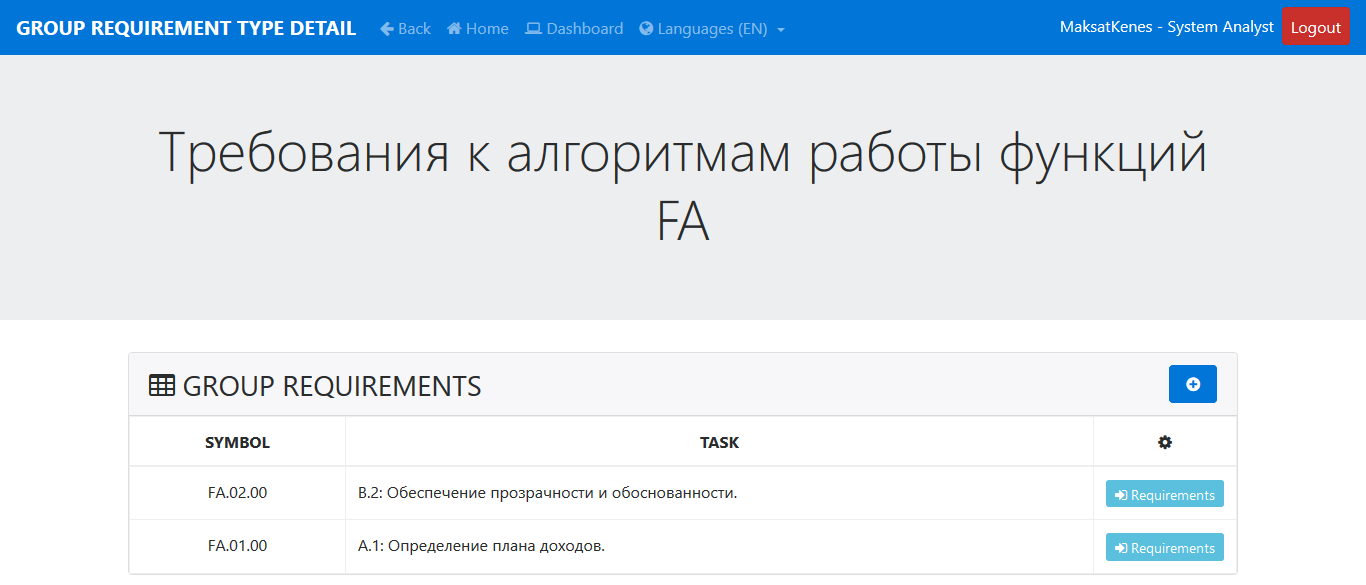 GROUP REQUIREMENT TYPE DETAIL Back Home Dashboard Languages (EN) MaksatKenes - System Analyst Logout
Требования к алгоритмам работы функций
FA
GROUP REQUIREMENTS
SYMBOL TASK
FA.02.00 B.2: Обеспечение прозрачности и обоснованности. Requirements
FA.01.00 A.1: Определение плана доходов. Requirements